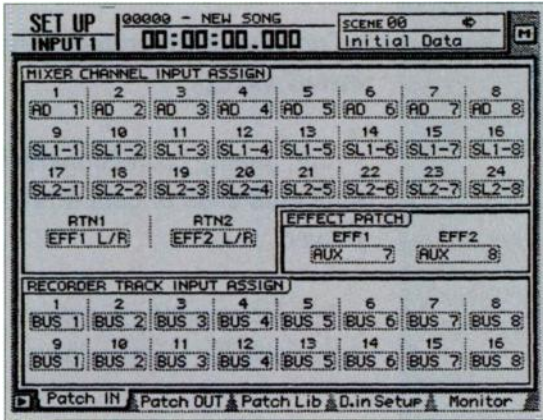 SET UP
INPUT 1
00000 - NEW SONG
00:00:00.000
SCENE 00
Initial Data
M
MIXER CHANNEL INPUT ASSIGN
1 2 3 4 5 6 7 8
AD 1 AD 2 AD 3 AD 4 AD 5 AD 6 AD 7 AD 8
9 10 11 12 13 14 15 16
SL1-1 SL1-2 SL1-3 SL1-4 SL1-5 SL1-6 SL1-7 SL1-8
17 18 19 20 21 22 23 24
SL2-1 SL2-2 SL2-3 SL2-4 SL2-5 SL2-6 SL2-7 SL2-8
RTN1 RTN2
EFF1 L/R EFF2 L/R
EFFECT PATCH
EFF1 EFF2
AUX 7 AUX 8
RECORDER TRACK INPUT ASSIGN
1 2 3 4 5 6 7 8
BUS 1 BUS 2 BUS 3 BUS 4 BUS 5 BUS 6 BUS 7 BUS 8
9 10 11 12 13 14 15 16
BUS 1 BUS 2 BUS 3 BUS 4 BUS 5 BUS 6 BUS 7 BUS 8
Patch IN Patch OUT Patch Lib D.in Setup Monitor